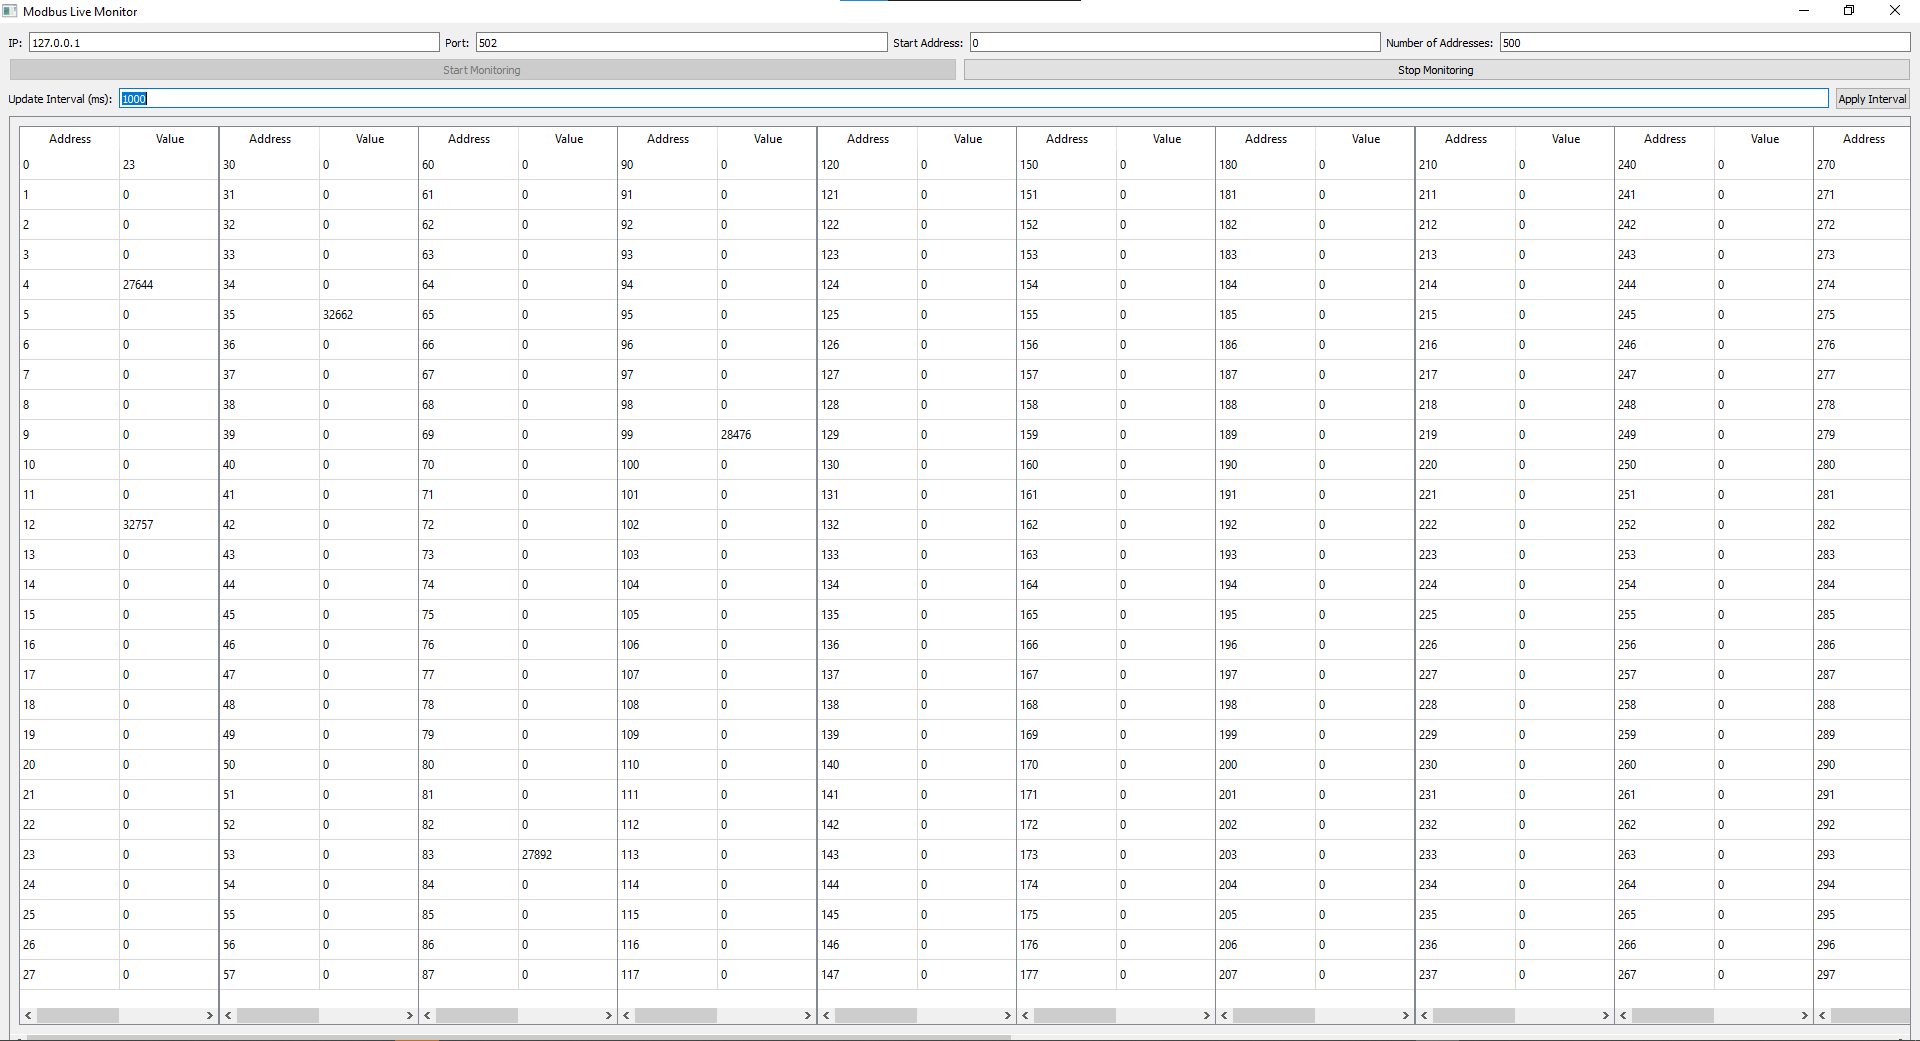 Modbus Live Monitor
IP: 127.0.0.1 Port: 502 Start Address: 0 Number of Addresses: 500
Start Monitoring Stop Monitoring
Update Interval (ms): 1000 Apply Interval
Address Value Address Value Address Value Address Value Address Value Address Value Address Value Address Value Address Value Address
0 23 30 0 60 0 90 0 120 0 150 0 180 0 210 0 240 0 270
1 0 31 0 61 0 91 0 121 0 151 0 181 0 211 0 241 0 271
2 0 32 0 62 0 92 0 122 0 152 0 182 0 212 0 242 0 272
3 0 33 0 63 0 93 0 123 0 153 0 183 0 213 0 243 0 273
4 27644 34 0 64 0 94 0 124 0 154 0 184 0 214 0 244 0 274
5 0 35 32662 65 0 95 0 125 0 155 0 185 0 215 0 245 0 275
6 0 36 0 66 0 96 0 126 0 156 0 186 0 216 0 246 0 276
7 0 37 0 67 0 97 0 127 0 157 0 187 0 217 0 247 0 277
8 0 38 0 68 0 98 0 128 0 158 0 188 0 218 0 248 0 278
9 0 39 0 69 0 99 28476 129 0 159 0 189 0 219 0 249 0 279
10 0 40 0 70 0 100 0 130 0 160 0 190 0 220 0 250 0 280
11 0 41 0 71 0 101 0 131 0 161 0 191 0 221 0 251 0 281
12 32757 42 0 72 0 102 0 132 0 162 0 192 0 222 0 252 0 282
13 0 43 0 73 0 103 0 133 0 163 0 193 0 223 0 253 0 283
14 0 44 0 74 0 104 0 134 0 164 0 194 0 224 0 254 0 284
15 0 45 0 75 0 105 0 135 0 165 0 195 0 225 0 255 0 285
16 0 46 0 76 0 106 0 136 0 166 0 196 0 226 0 256 0 286
17 0 47 0 77 0 107 0 137 0 167 0 197 0 227 0 257 0 287
18 0 48 0 78 0 108 0 138 0 168 0 198 0 228 0 258 0 288
19 0 49 0 79 0 109 0 139 0 169 0 199 0 229 0 259 0 289
20 0 50 0 80 0 110 0 140 0 170 0 200 0 230 0 260 0 290
21 0 51 0 81 0 111 0 141 0 171 0 201 0 231 0 261 0 291
22 0 52 0 82 0 112 0 142 0 172 0 202 0 232 0 262 0 292
23 0 53 0 83 27892 113 0 143 0 173 0 203 0 233 0 263 0 293
24 0 54 0 84 0 114 0 144 0 174 0 204 0 234 0 264 0 294
25 0 55 0 85 0 115 0 145 0 175 0 205 0 235 0 265 0 295
26 0 56 0 86 0 116 0 146 0 176 0 206 0 236 0 266 0 296
27 0 57 0 87 0 117 0 147 0 177 0 207 0 237 0 267 0 297